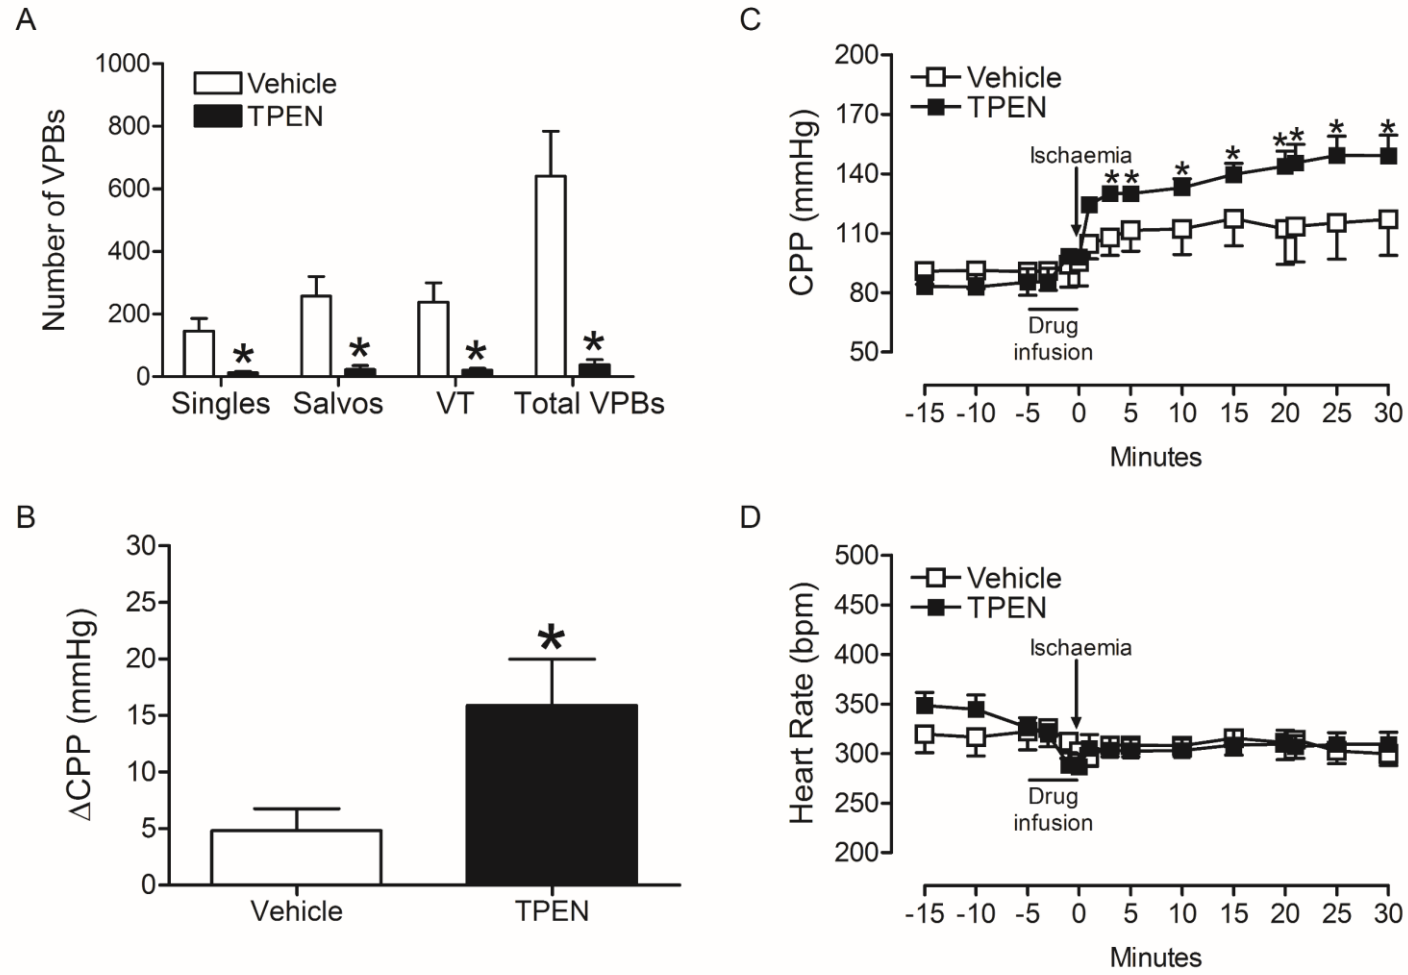 A
1000
800
600
400
200
0
Number of VPBs
Vehicle
TPEN
* * * *
Singles Salvos VT Total VPBs
B
30
25
20
15
10
5
0
ΔCPP (mmHg)
*
Vehicle TPEN
C
200
170
140
110
80
50
CPP (mmHg)
Vehicle
TPEN
Ischaemia
* * * * * * * *
Drug
infusion
-15 -10 -5 0 5 10 15 20 25 30
Minutes
D
500
450
400
350
300
250
200
Heart Rate (bpm)
Vehicle
TPEN
Ischaemia
Drug
infusion
-15 -10 -5 0 5 10 15 20 25 30
Minutes